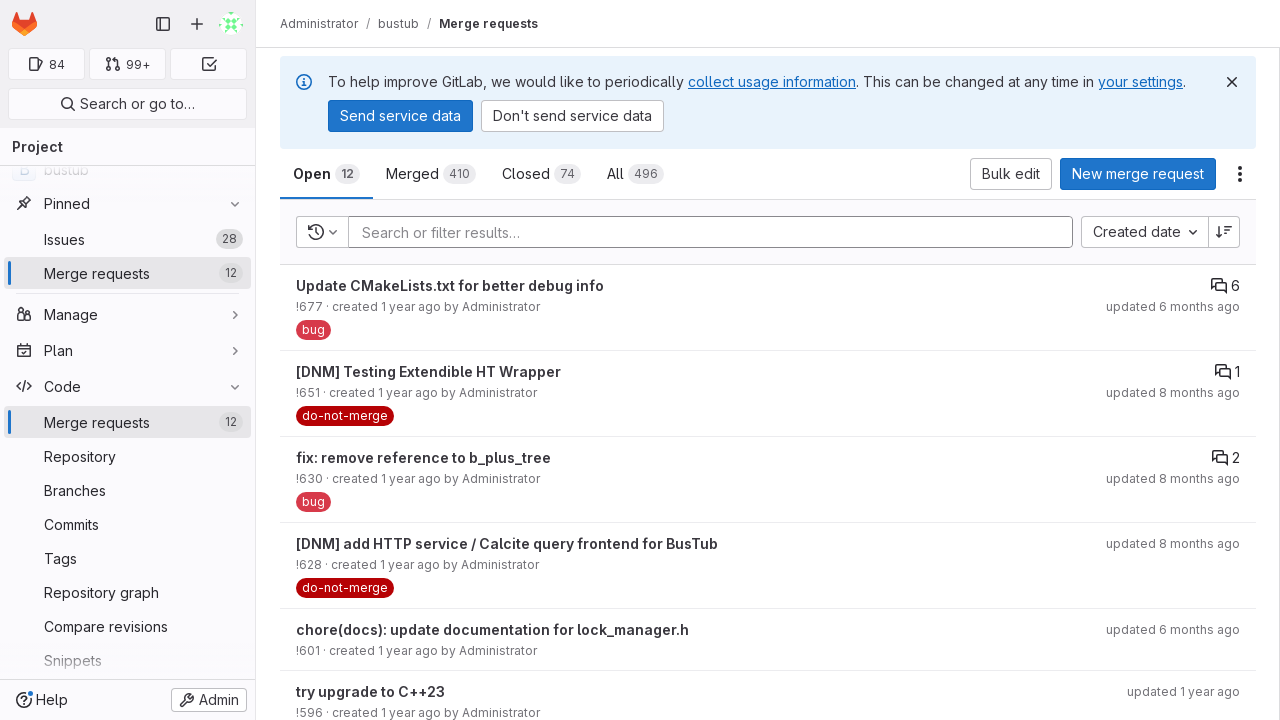 Administrator / bustub / Merge requests
84
99+
Search or go to…
Project
bustub
Pinned
Issues 28
Merge requests 12
Manage
Plan
Code
Merge requests 12
Repository
Branches
Commits
Tags
Repository graph
Compare revisions
Snippets
Help
Admin
To help improve GitLab, we would like to periodically collect usage information. This can be changed at any time in your settings.
Send service data
Don't send service data
Open 12
Merged 410
Closed 74
All 496
Bulk edit
New merge request
Search or filter results…
Created date
Update CMakeLists.txt for better debug info
6
!677 · created 1 year ago by Administrator
updated 6 months ago
bug
[DNM] Testing Extendible HT Wrapper
1
!651 · created 1 year ago by Administrator
updated 8 months ago
do-not-merge
fix: remove reference to b_plus_tree
2
!630 · created 1 year ago by Administrator
updated 8 months ago
bug
[DNM] add HTTP service / Calcite query frontend for BusTub
updated 8 months ago
!628 · created 1 year ago by Administrator
do-not-merge
chore(docs): update documentation for lock_manager.h
updated 6 months ago
!601 · created 1 year ago by Administrator
try upgrade to C++23
updated 1 year ago
!596 · created 1 year ago by Administrator